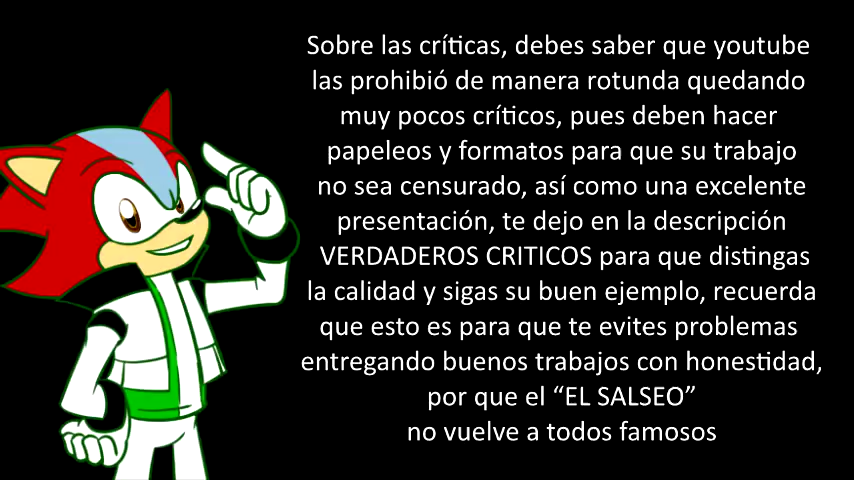 Sobre las críticas, debes saber que youtube
las prohibió de manera rotunda quedando
muy pocos críticos, pues deben hacer
papeleos y formatos para que su trabajo
no sea censurado, así como una excelente
presentación, te dejo en la descripción
VERDADEROS CRITICOS para que distingas
la calidad y sigas su buen ejemplo, recuerda
que esto es para que te evites problemas
entregando buenos trabajos con honestidad,
por que el “EL SALSEO”
no vuelve a todos famosos